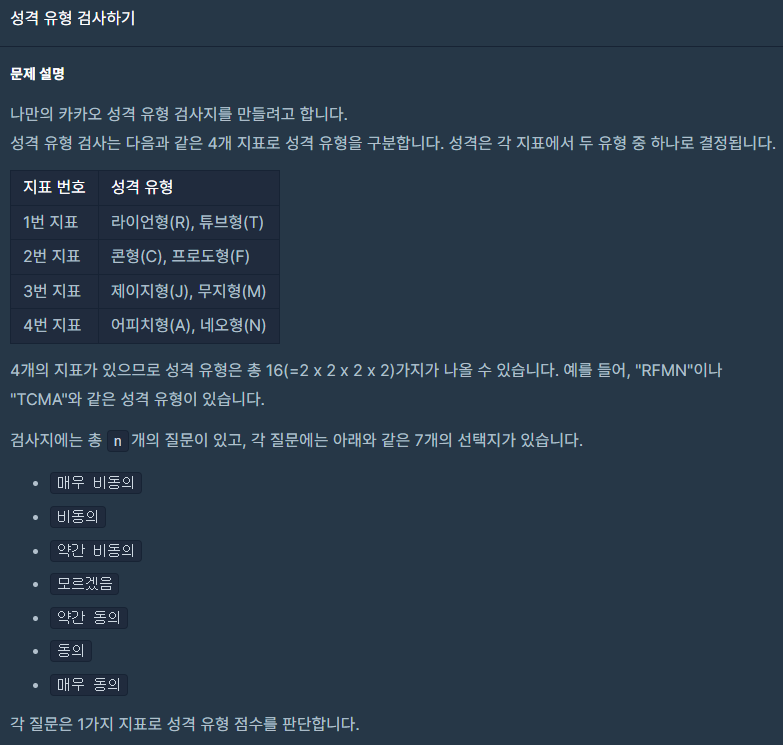 성격 유형 검사하기
문제 설명
나만의 카카오 성격 유형 검사지를 만들려고 합니다.
성격 유형 검사는 다음과 같은 4개 지표로 성격 유형을 구분합니다. 성격은 각 지표에서 두 유형 중 하나로 결정됩니다.
지표 번호 성격 유형
1번 지표 라이언형(R), 튜브형(T)
2번 지표 콘형(C), 프로도형(F)
3번 지표 제이지형(J), 무지형(M)
4번 지표 어피치형(A), 네오형(N)
4개의 지표가 있으므로 성격 유형은 총 16(=2 x 2 x 2 x 2)가지가 나올 수 있습니다. 예를 들어, "RFMN"이나
"TCMA"와 같은 성격 유형이 있습니다.
검사지에는 총 n개의 질문이 있고, 각 질문에는 아래와 같은 7개의 선택지가 있습니다.
• 매우 비동의
• 비동의
• 약간 비동의
• 모르겠음
• 약간 동의
• 동의
• 매우 동의
각 질문은 1가지 지표로 성격 유형 점수를 판단합니다.